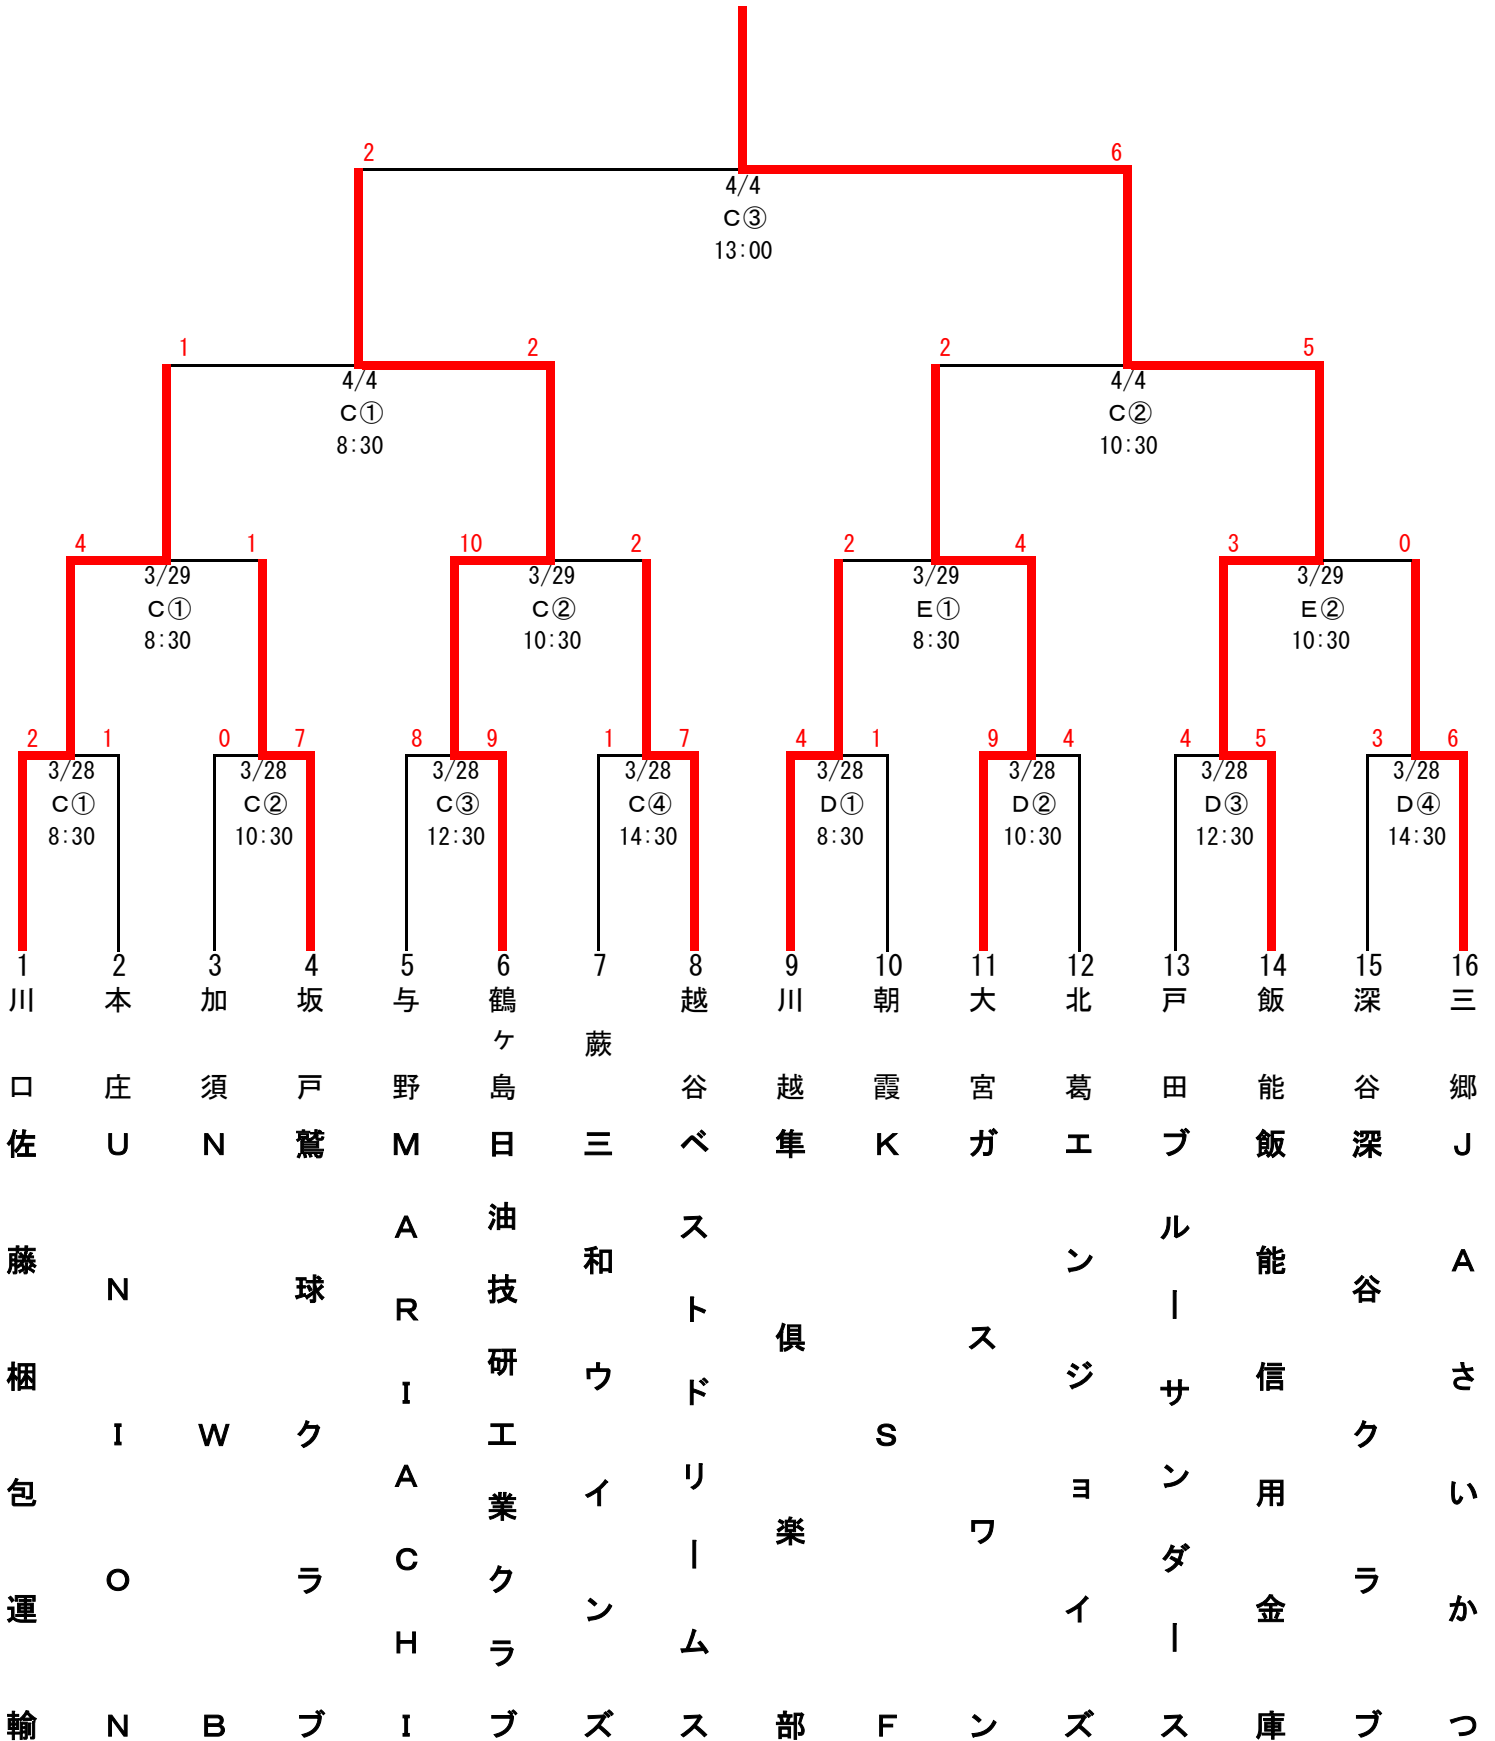 2 6
4/4
C③
13:00
1 2 2 5
4/4 4/4
C① C②
8:30 10:30
4 1 10 2 2 4 3 0
3/29 3/29 3/29 3/29
C① C② E① E②
8:30 10:30 8:30 10:30
2 1 0 7 8 9 1 7 4 1 9 4 4 5 3 6
3/28 3/28 3/28 3/28 3/28 3/28 3/28 3/28
C① C② C③ C④ D① D② D③ D④
8:30 10:30 12:30 14:30 8:30 10:30 12:30 14:30
1 2 3 4 5 6 7 8 9 10 11 12 13 14 15 16
川口
佐藤梱包運輸
本庄
UNION
加須
NWB
坂戸
鷲球クラブ
与野
MARIACHI
鶴ヶ島
日油技研工業クラブ
蕨
三和ウインズ
越谷
ベストドリームス
川越
隼倶楽部
朝霞
KSF
大宮
ガスワン
北葛
エンジョイズ
戸田
ブルーサンダース
飯能
飯能信用金庫
深谷
深谷クラブ
三郷
JAさいかつ